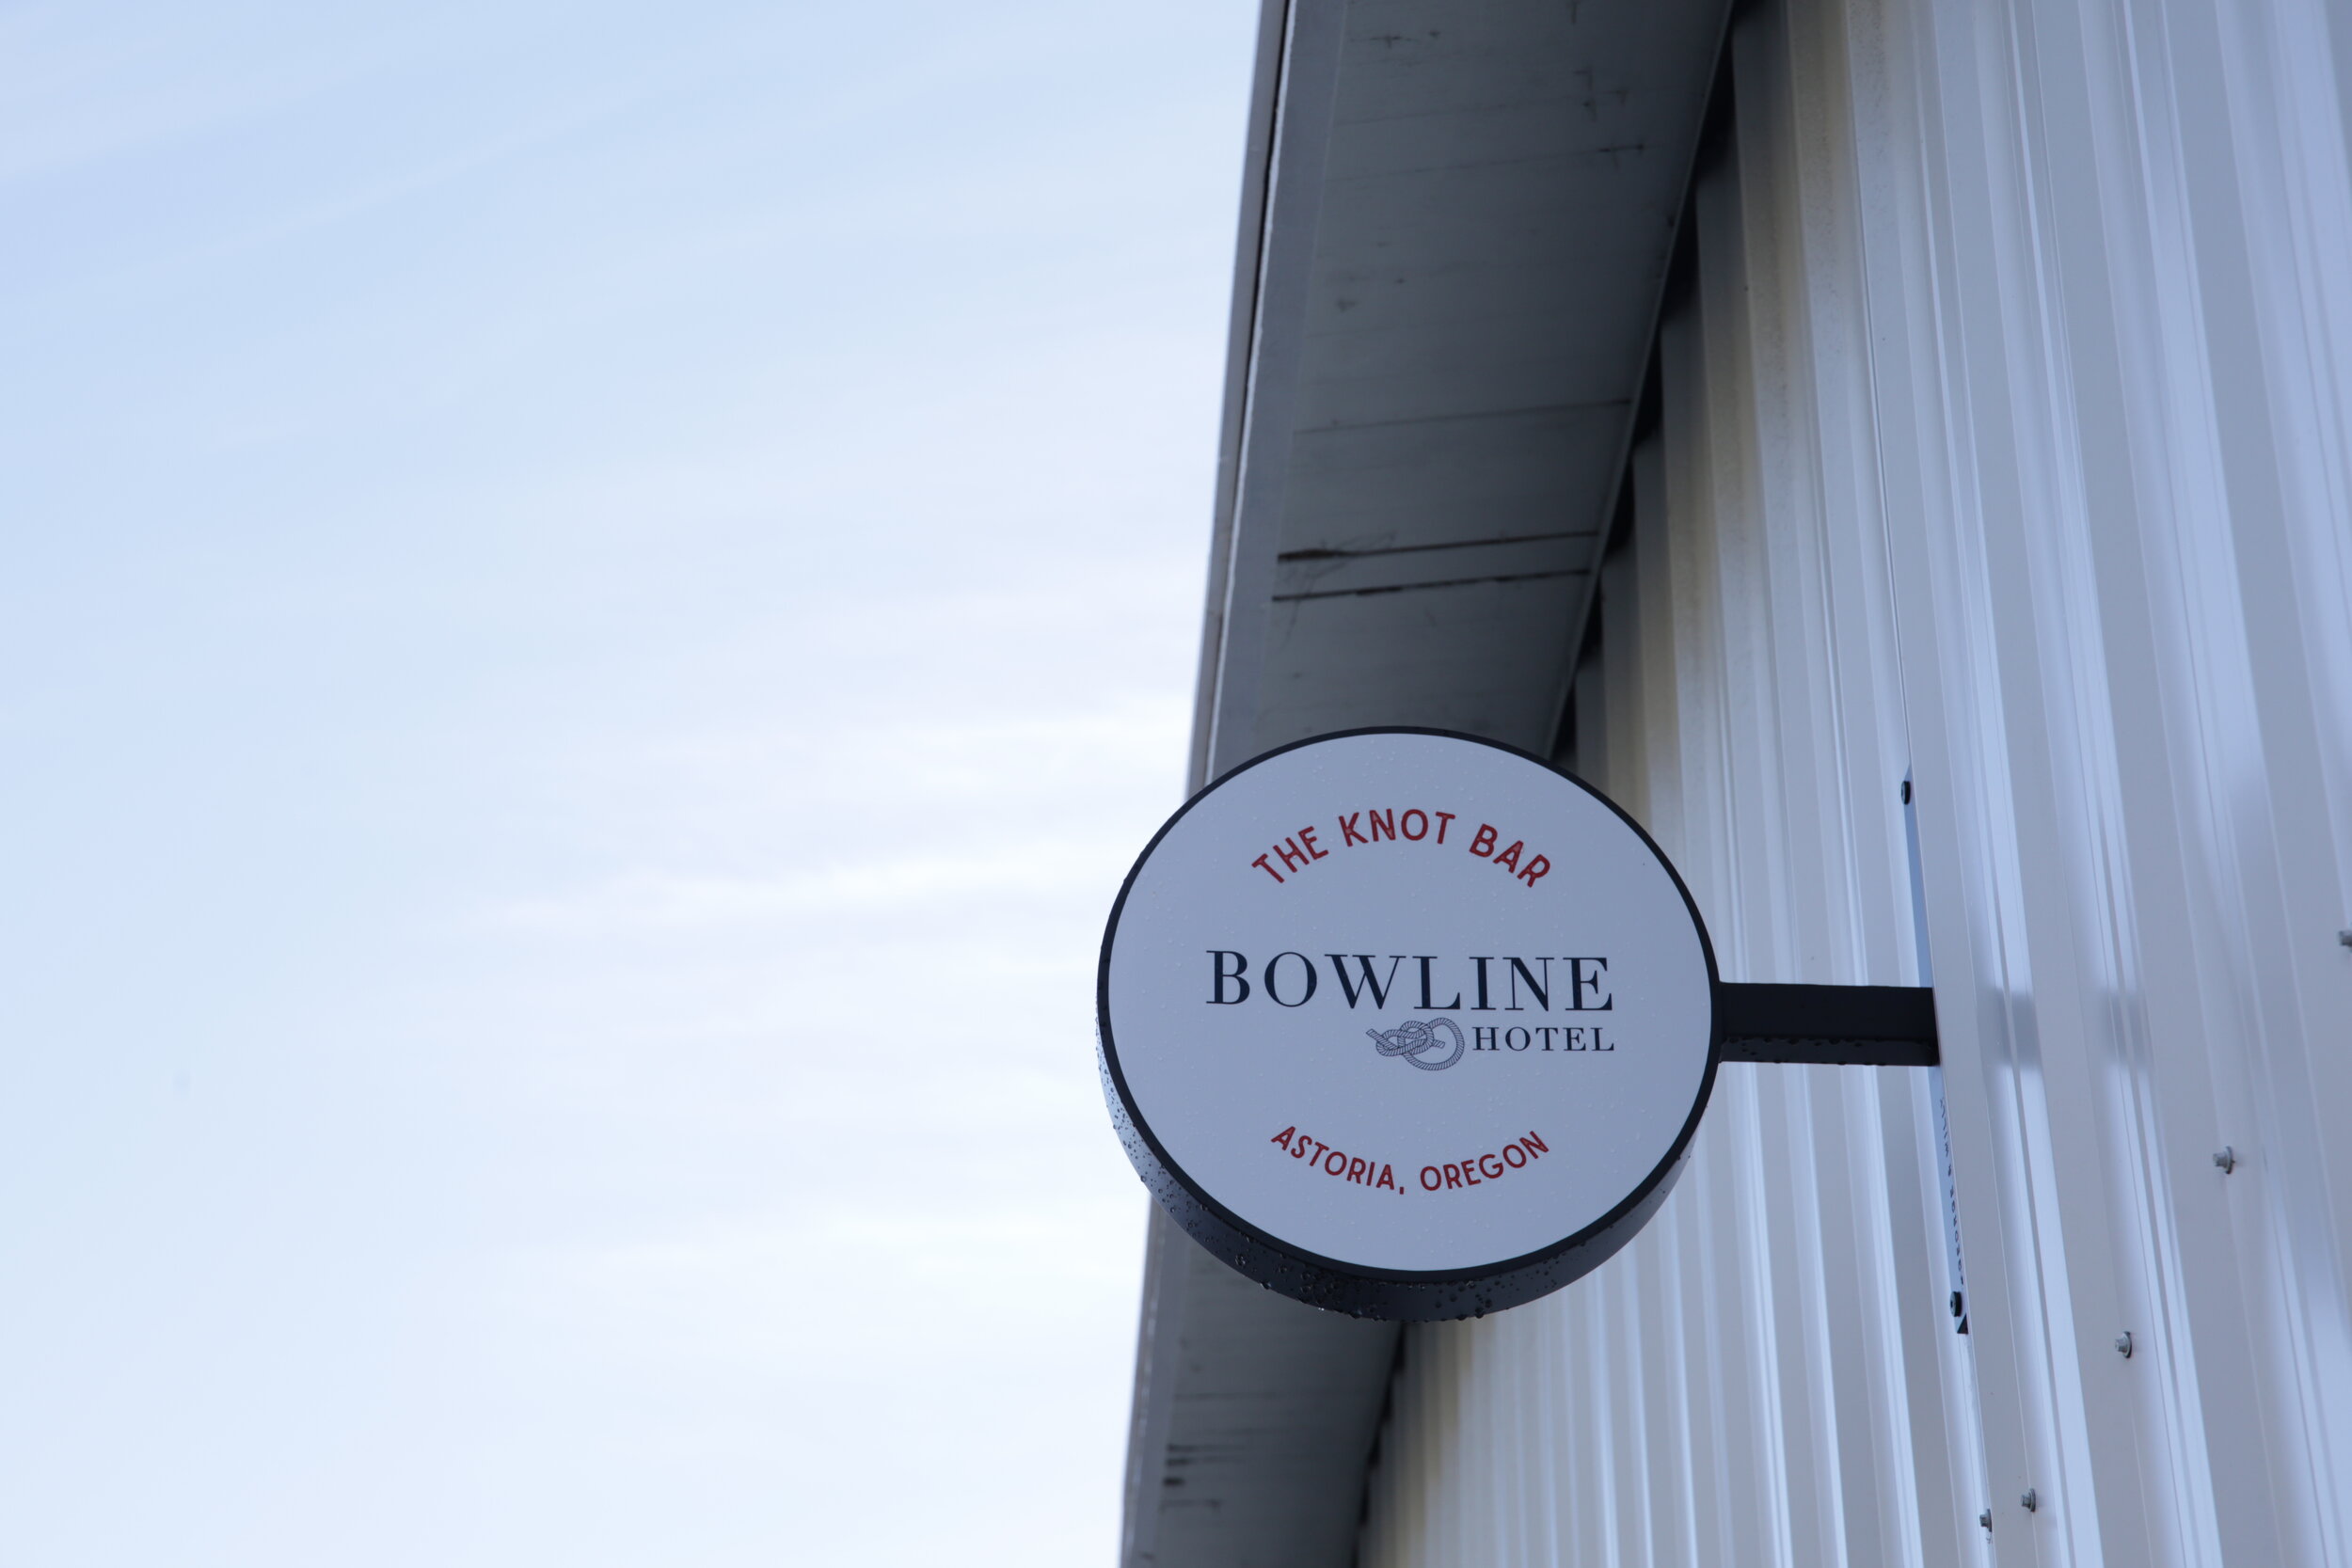 THE KNOT BAR
BOWLINE
HOTEL
ASTORIA, OREGON